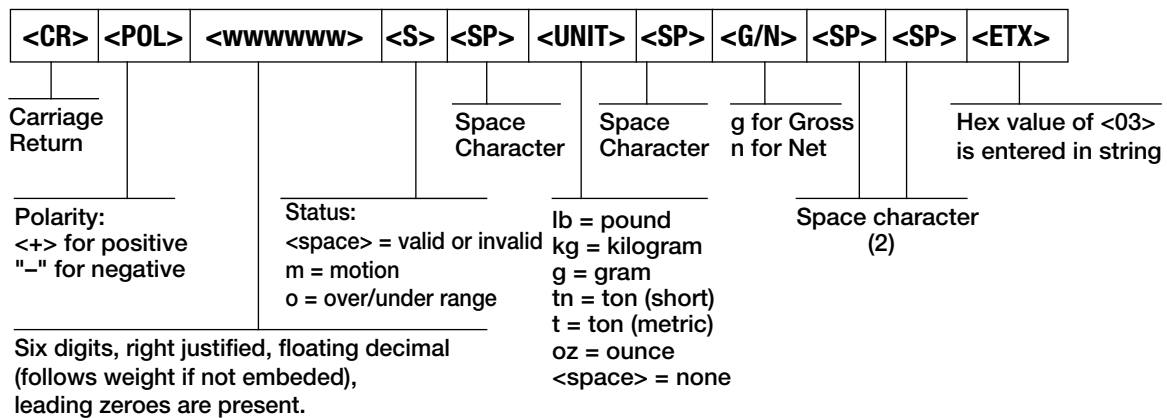 <CR> <POL> <wwwwww> <S> <SP> <UNIT> <SP> <G/N> <SP> <SP> <ETX>
Carriage
Return
Space
Character
Space
Character
g for Gross
n for Net
Hex value of <03>
is entered in string
Polarity:
<+> for positive
"–" for negative
Status:
<space> = valid or invalid
m = motion
o = over/under range
lb = pound
kg = kilogram
g = gram
tn = ton (short)
t = ton (metric)
oz = ounce
<space> = none
Space character
(2)
Six digits, right justified, floating decimal
(follows weight if not embeded),
leading zeroes are present.